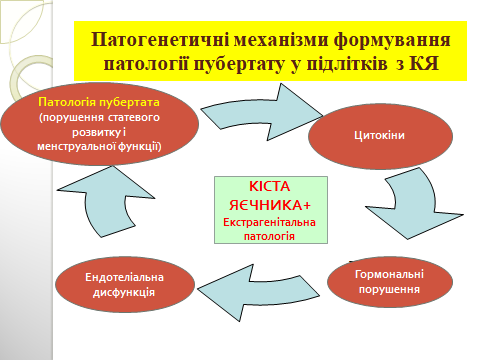 Патогенетичні механізми формування
патології пубертату у підлітків з КЯ
Патологія пубертата
(порушення статевого
розвитку і
менструальної функції)
Цитокіни
КІСТА
ЯЄЧНИКА+
Екстрагенітальна
патологія
Ендотеліальна
дисфункція
Гормональні
порушення